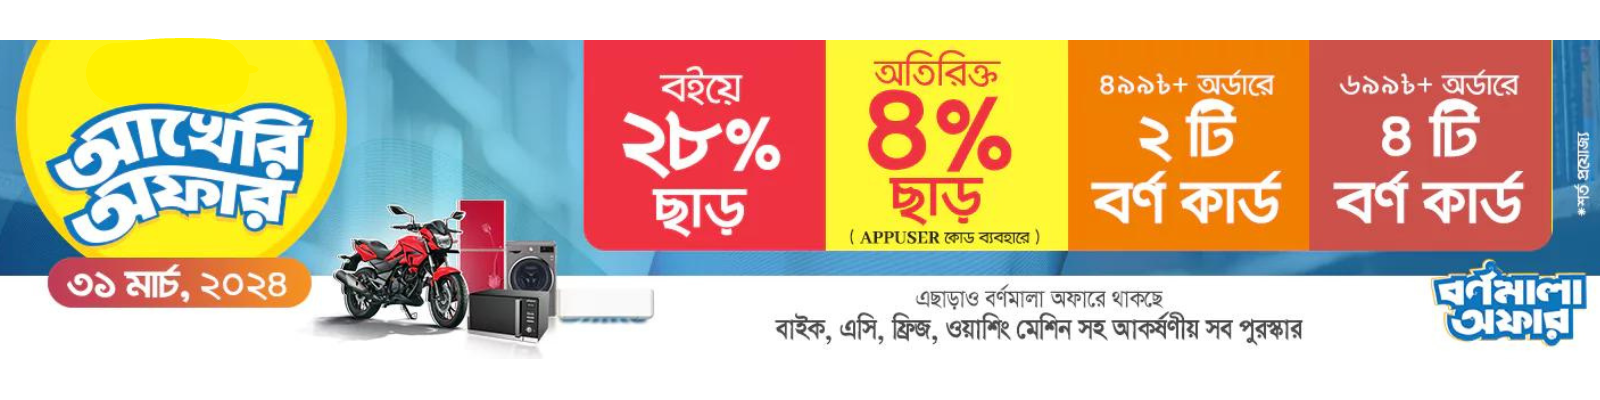 আখেরি
অফার
৩১ মার্চ, ২০২৪
বইয়ে
২৮%
ছাড়
অতিরিক্ত
৪%
ছাড়
( APPUSER কোড ব্যবহারে )
৪৯৯৳+ অর্ডারে
২ টি
বর্ণ কার্ড
৬৯৯৳+ অর্ডারে
৪ টি
বর্ণ কার্ড
*শর্ত প্রযোজ্য
এছাড়াও বর্ণমালা অফারে থাকছে
বাইক, এসি, ফ্রিজ, ওয়াশিং মেশিন সহ আকর্ষণীয় সব পুরস্কার
বর্ণমালা
অফার